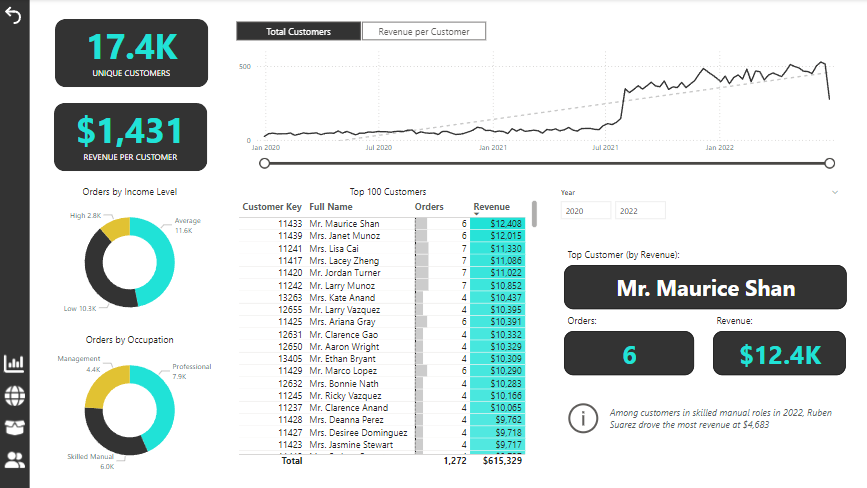 17.4K
UNIQUE CUSTOMERS
$1,431
REVENUE PER CUSTOMER
Total Customers
Revenue per Customer
500
0
Jan 2020
Jul 2020
Jan 2021
Jul 2021
Jan 2022
Orders by Income Level
High 2.8K
Average
11.6K
Low 10.3K
Orders by Occupation
Management
4.4K
Professional
7.9K
Skilled Manual
6.0K
Top 100 Customers
Customer Key Full Name Orders Revenue
11433 Mr. Maurice Shan 6 $12,408
11439 Mrs. Janet Munoz 6 $12,015
11241 Mrs. Lisa Cai 7 $11,330
11417 Mrs. Lacey Zheng 7 $11,086
11420 Mr. Jordan Turner 7 $11,022
11242 Mr. Larry Munoz 7 $10,852
13263 Mrs. Kate Anand 4 $10,437
12655 Mr. Larry Vazquez 4 $10,395
11425 Mrs. Ariana Gray 6 $10,391
12631 Mr. Clarence Gao 4 $10,332
12650 Mr. Aaron Wright 4 $10,329
13405 Mr. Ethan Bryant 4 $10,309
11429 Mr. Marco Lopez 6 $10,290
12632 Mrs. Bonnie Nath 4 $10,283
11245 Mr. Ricky Vazquez 4 $10,166
11237 Mr. Clarence Anand 4 $10,065
11428 Mrs. Deanna Perez 4 $9,762
11427 Mrs. Desiree Dominguez 4 $9,718
11423 Mrs. Jasmine Stewart 4 $9,717
Total 1,272 $615,329
Year
2020
2022
Top Customer (by Revenue):
Mr. Maurice Shan
Orders:
Revenue:
6
$12.4K
Among customers in skilled manual roles in 2022, Ruben
Suarez drove the most revenue at $4,683